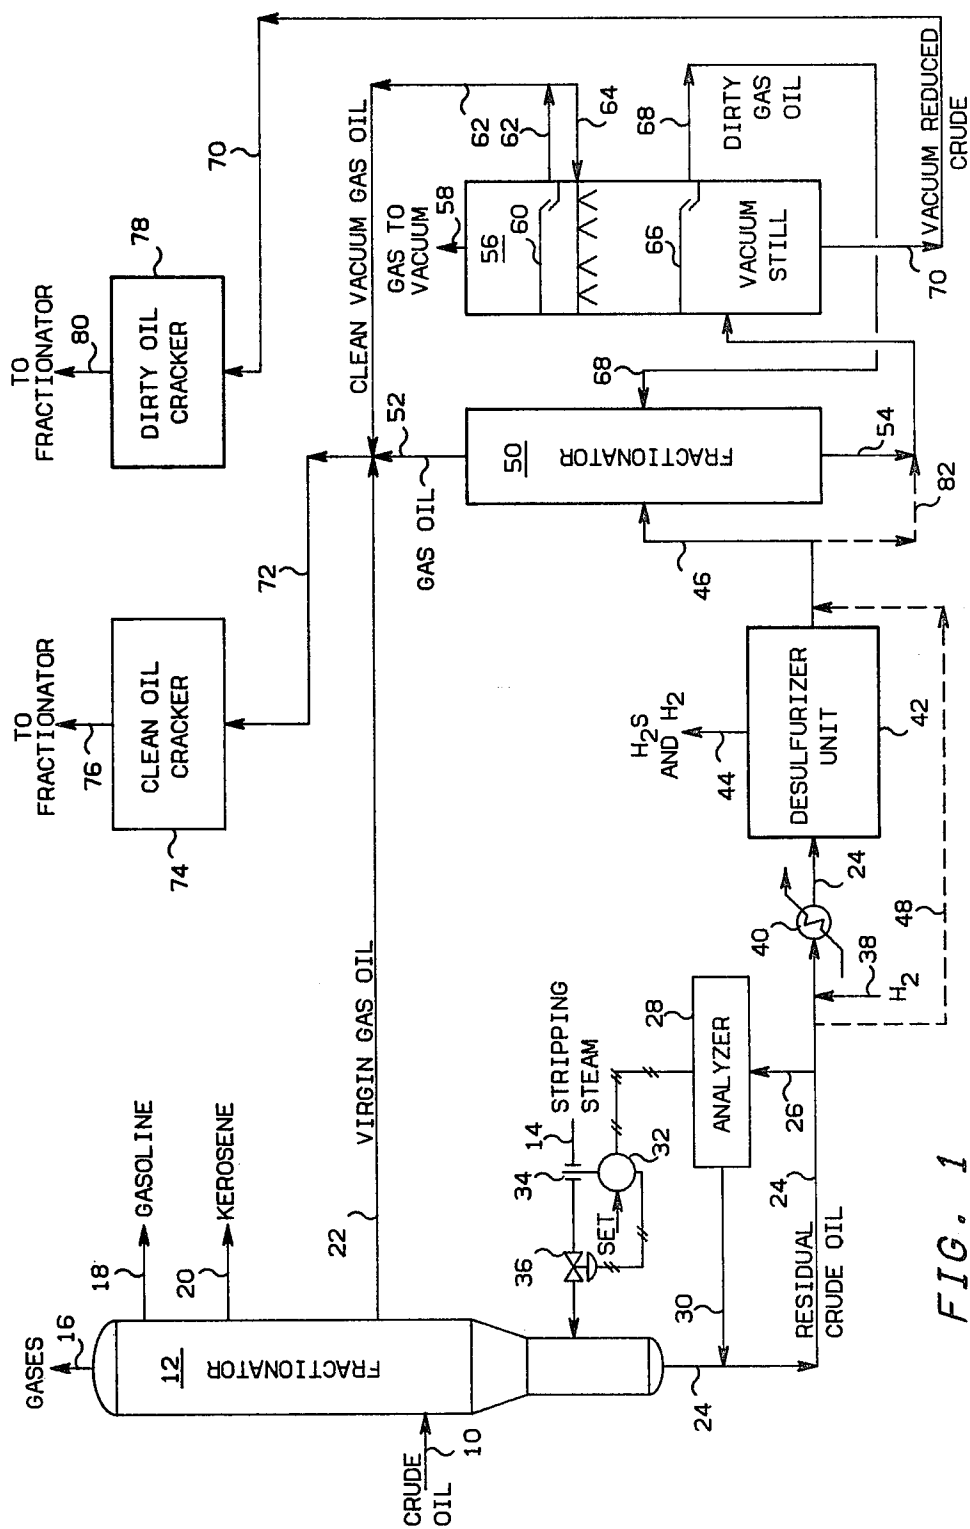 GASES
16
18
GASOLINE
20
KEROSENE
12
FRACTIONATOR
CRUDE
OIL
10
22
VIRGIN GAS OIL
14
STRIPPING
STEAM
34
36
SET
32
24
30
ANALYZER
28
26
RESIDUAL
CRUDE OIL
24
38
H2
40
24
48
DESULFURIZER
UNIT
42
44
H2S
AND H2
TO
FRACTIONATOR
76
CLEAN OIL
CRACKER
74
72
TO
FRACTIONATOR
80
DIRTY OIL
CRACKER
78
70
CLEAN VACUUM GAS OIL
52
GAS OIL
50
FRACTIONATOR
46
54
82
68
GAS TO
VACUUM
58
56
60
62
62
64
66
68
DIRTY
GAS
OIL
VACUUM
STILL
70
VACUUM REDUCED
CRUDE
FIG. 1